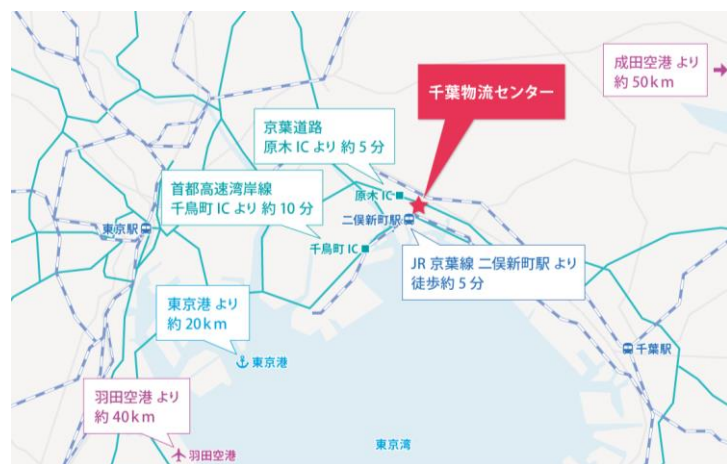 成田空港 より
約 50km
千葉物流センター
京葉道路
原木 IC より 約 5 分
首都高速湾岸線
千鳥町 IC より 約 10 分
原木 IC
二俣新町駅
東京駅
千鳥町 IC
JR 京葉線 二俣新町駅 より
徒歩約 5 分
東京港 より
約 20km
千葉駅
東京港
羽田空港 より
約 40km
東京湾
羽田空港